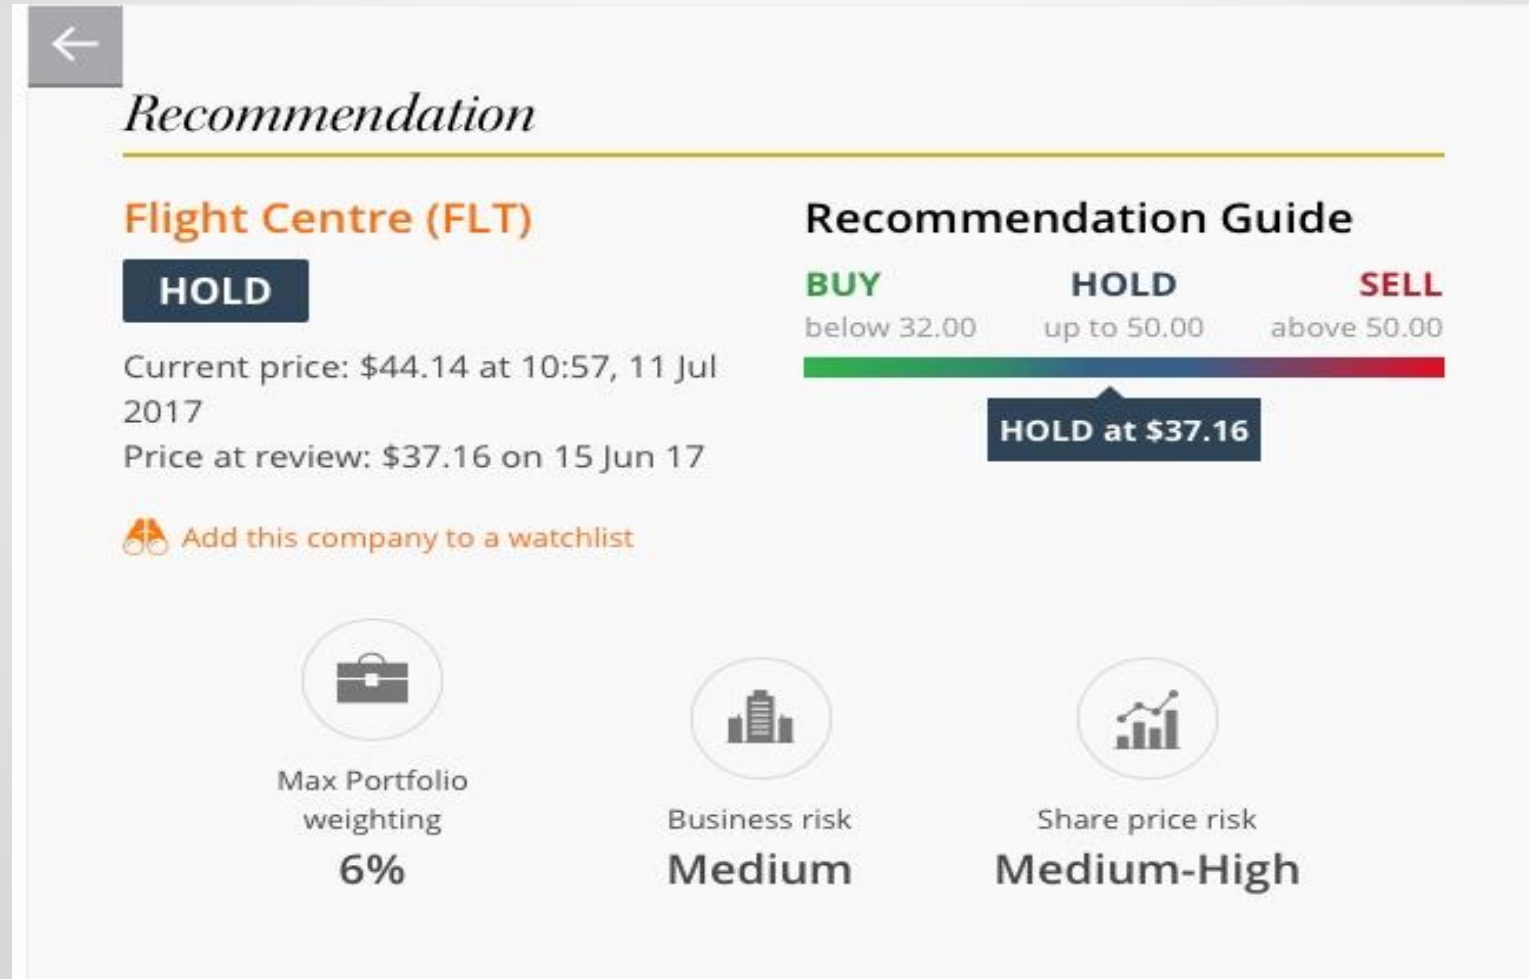 Recommendation
Flight Centre (FLT)
HOLD
Current price: $44.14 at 10:57, 11 Jul
2017
Price at review: $37.16 on 15 Jun 17
Add this company to a watchlist
Recommendation Guide
BUY HOLD SELL
below 32.00 up to 50.00 above 50.00
HOLD at $37.16
Max Portfolio
weighting
6%
Business risk
Medium
Share price risk
Medium-High